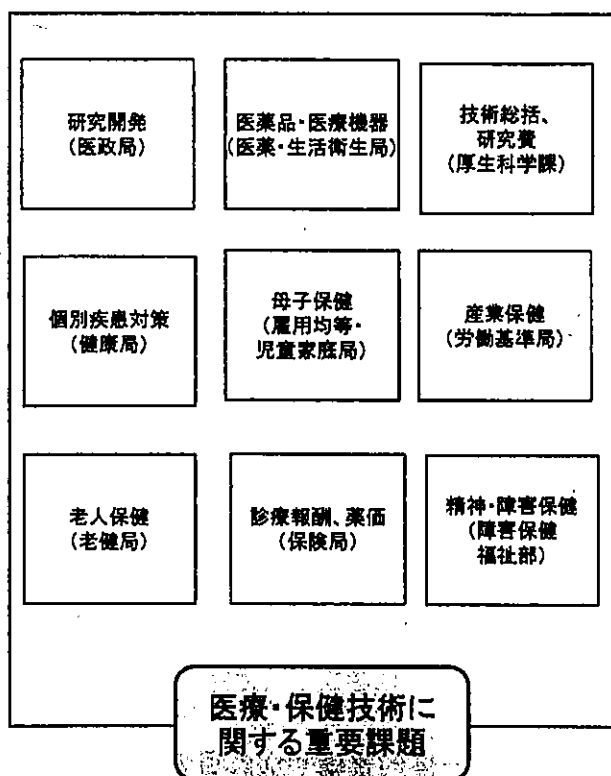 研究開発
(医政局)
医薬品・医療機器
(医薬・生活衛生局)
技術総括、
研究費
(厚生科学課)
個別疾患対策
(健康局)
母子保健
(雇用均等・
児童家庭局)
産業保健
(労働基準局)
老人保健
(老健局)
診療報酬、薬価
(保険局)
精神・障害保健
(障害保健
福祉部)
医療・保健技術に
関する重要課題